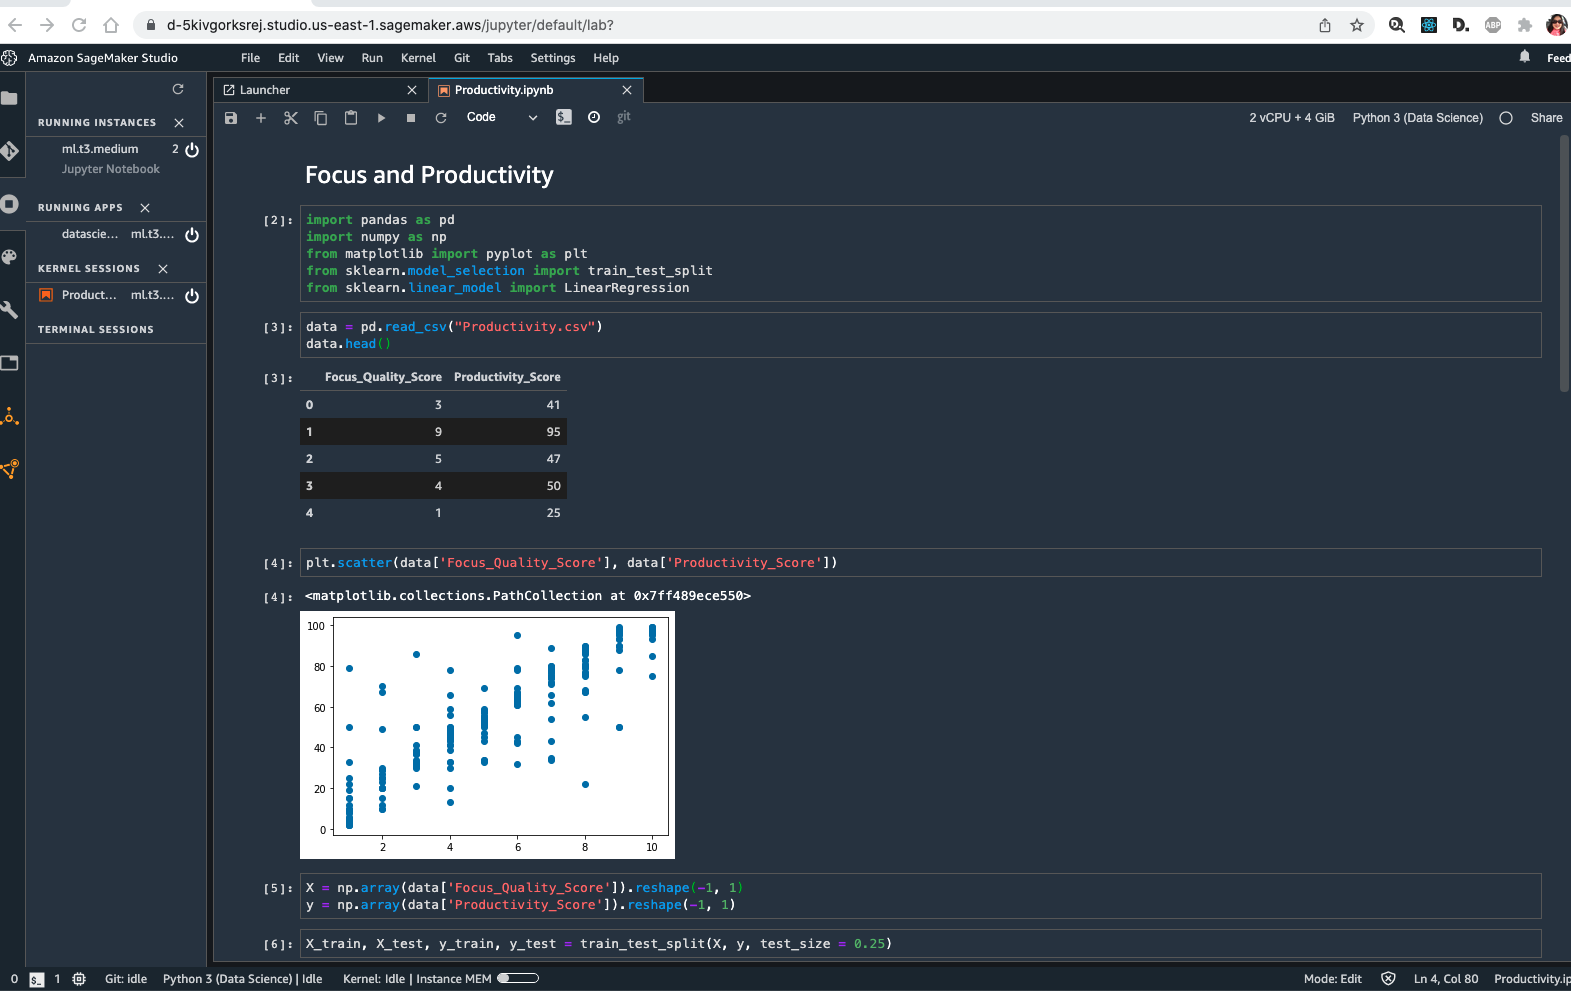 d-5kivgorksrej.studio.us-east-1.sagemaker.aws/jupyter/default/lab?
Amazon SageMaker Studio File Edit View Run Kernel Git Tabs Settings Help Feed
Launcher Productivity.ipynb
Code git 2 vCPU + 4 GiB Python 3 (Data Science) Share
RUNNING INSTANCES
ml.t3.medium 2
Jupyter Notebook
RUNNING APPS
datascie... ml.t3....
KERNEL SESSIONS
Product... ml.t3....
TERMINAL SESSIONS
Focus and Productivity
[2]: import pandas as pd
import numpy as np
from matplotlib import pyplot as plt
from sklearn.model_selection import train_test_split
from sklearn.linear_model import LinearRegression
[3]: data = pd.read_csv("Productivity.csv")
data.head()
[3]: Focus_Quality_Score Productivity_Score
0 3 41
1 9 95
2 5 47
3 4 50
4 1 25
[4]: plt.scatter(data['Focus_Quality_Score'], data['Productivity_Score'])
[4]: <matplotlib.collections.PathCollection at 0x7ff489ece550>
100
80
60
40
20
0
2 4 6 8 10
[5]: X = np.array(data['Focus_Quality_Score']).reshape(-1, 1)
y = np.array(data['Productivity_Score']).reshape(-1, 1)
[6]: X_train, X_test, y_train, y_test = train_test_split(X, y, test_size = 0.25)
0 $_ 1 Git: idle Python 3 (Data Science) | Idle Kernel: Idle | Instance MEM Mode: Edit Ln 4, Col 80 Productivity.ip